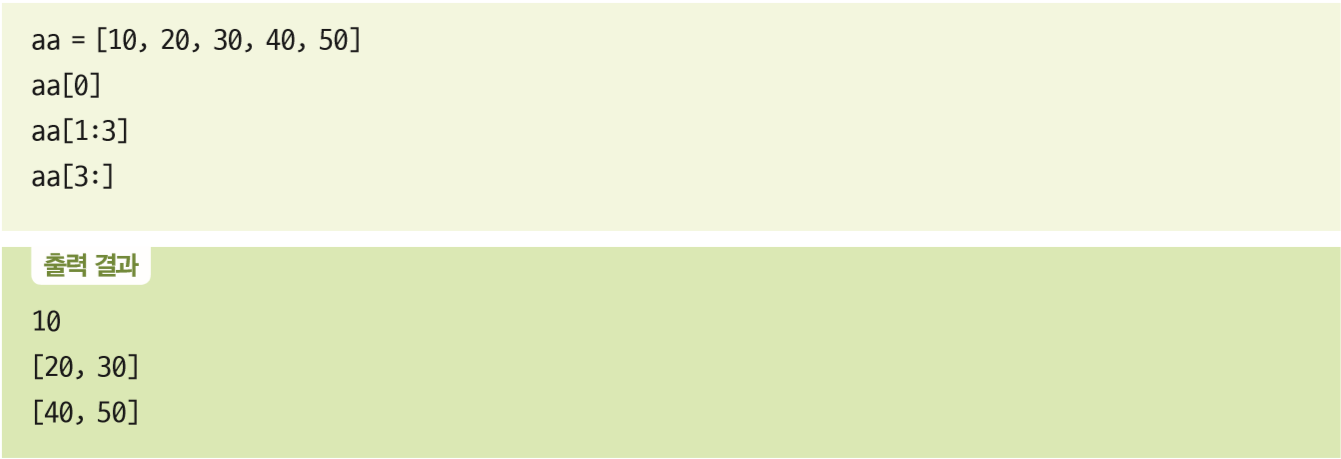 aa = [10, 20, 30, 40, 50]
aa[0]
aa[1:3]
aa[3:]
출력 결과
10
[20, 30]
[40, 50]